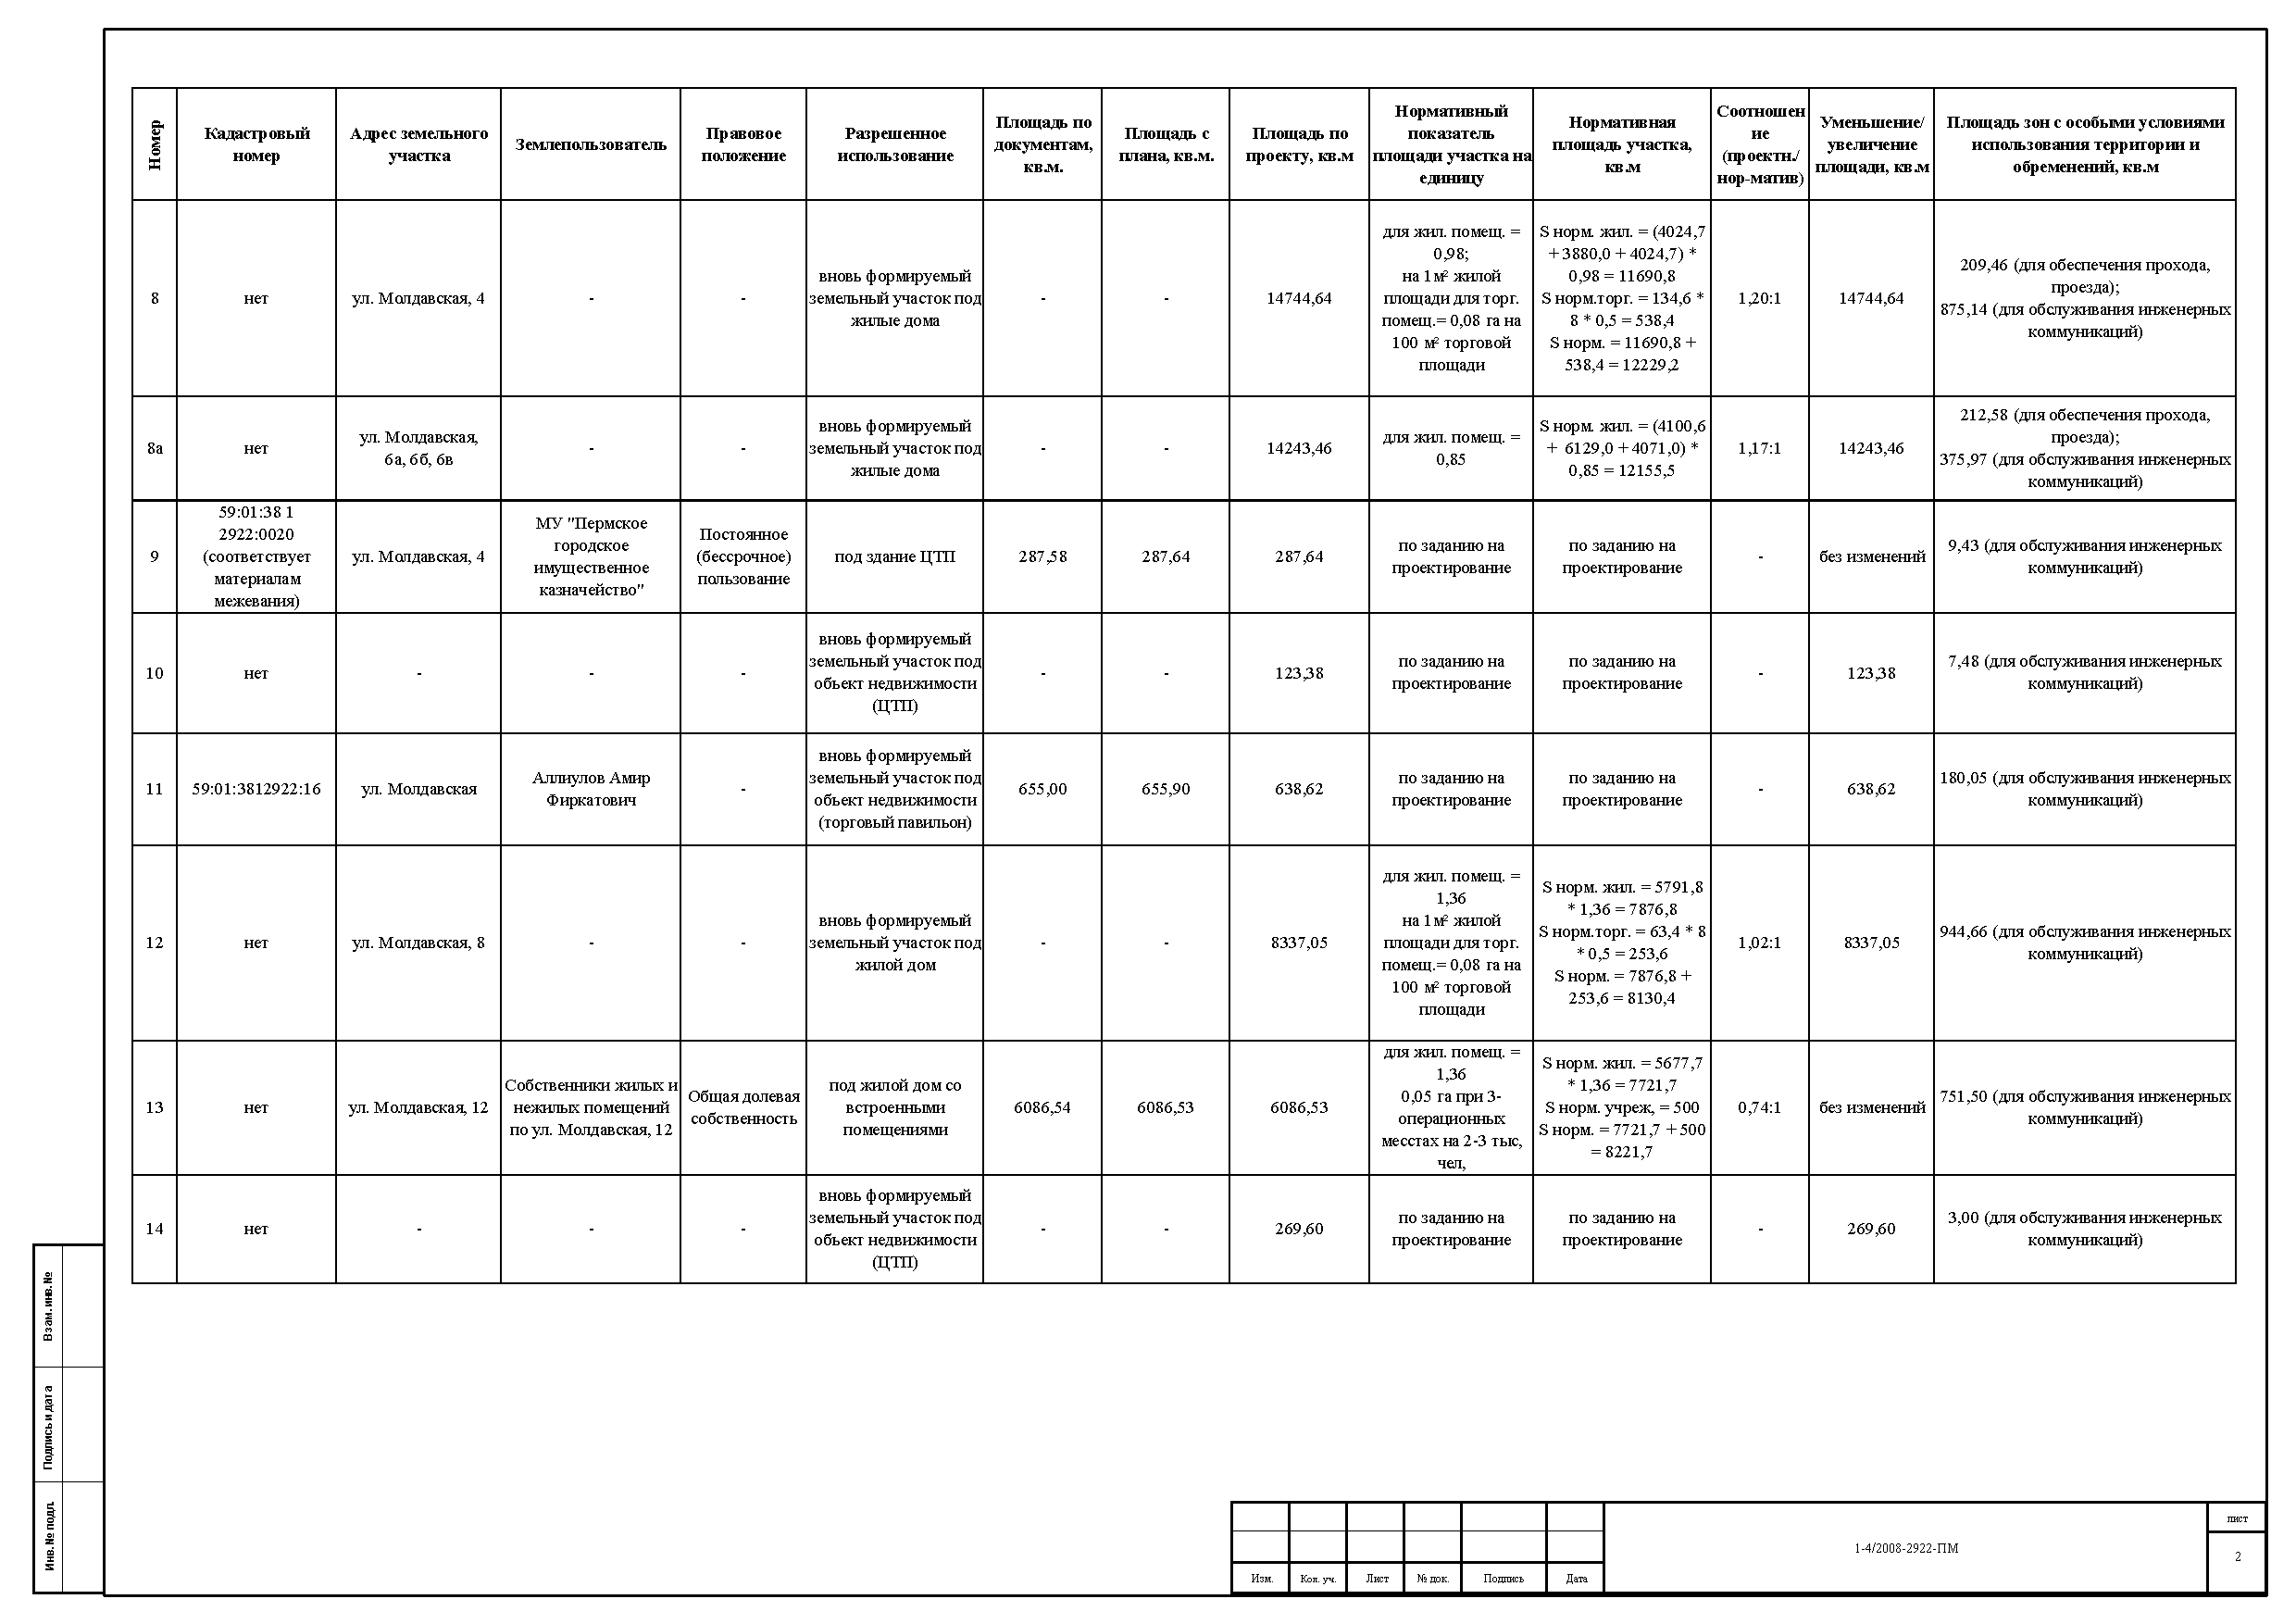 Номер
Кадастровый
номер
Адрес земельного
участка
Землепользователь
Правовое
положение
Разрешенное
использование
Площадь по
документам,
кв.м.
Площадь с
плана, кв.м.
Площадь по
проекту, кв.м
Нормативный
показатель
площади участка на
единицу
Нормативная
площадь участка,
кв.м
Соотношен
ие
(проектн./
нор-матив)
Уменьшение/
увеличение
площади, кв.м
Площадь зон с особыми условиями
использования территории и
обременений, кв.м
8
нет
ул. Молдавская, 4
-
-
вновь формируемый
земельный участок под
жилые дома
-
-
14744,64
для жил. помещ. =
0,98;
на 1м² жилой
площади для торг.
помещ.= 0,08 га на
100 м² торговой
площади
S норм. жил. = (4024,7
+ 3880,0 + 4024,7) *
0,98 = 11690,8
S норм.торг. = 134,6 *
8 * 0,5 = 538,4
S норм. = 11690,8 +
538,4 = 12229,2
1,20:1
14744,64
209,46 (для обеспечения прохода,
проезда);
875,14 (для обслуживания инженерных
коммуникаций)
8а
нет
ул. Молдавская,
6а, 6б, 6в
-
-
вновь формируемый
земельный участок под
жилые дома
-
-
14243,46
для жил. помещ. =
0,85
S норм. жил. = (4100,6
+ 6129,0 + 4071,0) *
0,85 = 12155,5
1,17:1
14243,46
212,58 (для обеспечения прохода,
проезда);
375,97 (для обслуживания инженерных
коммуникаций)
9
59:01:38 1
2922:0020
(соответствует
материалам
межевания)
ул. Молдавская, 4
МУ "Пермское
городское
имущественное
казначейство"
Постоянное
(бессрочное)
пользование
под здание ЦТП
287,58
287,64
287,64
по заданию на
проектирование
по заданию на
проектирование
-
без изменений
9,43 (для обслуживания инженерных
коммуникаций)
10
нет
-
-
-
вновь формируемый
земельный участок под
обьект недвижимости
(ЦТП)
-
-
123,38
по заданию на
проектирование
по заданию на
проектирование
-
123,38
7,48 (для обслуживания инженерных
коммуникаций)
11
59:01:3812922:16
ул. Молдавская
Аллиулов Амир
Фиркатович
-
вновь формируемый
земельный участок под
обьект недвижимости
(торговый павильон)
655,00
655,90
638,62
по заданию на
проектирование
по заданию на
проектирование
-
638,62
180,05 (для обслуживания инженерных
коммуникаций)
12
нет
ул. Молдавская, 8
-
-
вновь формируемый
земельный участок под
жилой дом
-
-
8337,05
для жил. помещ. =
1,36
на 1м² жилой
площади для торг.
помещ.= 0,08 га на
100 м² торговой
площади
S норм. жил. = 5791,8
* 1,36 = 7876,8
S норм.торг. = 63,4 * 8
* 0,5 = 253,6
S норм. = 7876,8 +
253,6 = 8130,4
1,02:1
8337,05
944,66 (для обслуживания инженерных
коммуникаций)
13
нет
ул. Молдавская, 12
Собственники жилых и
нежилых помещений
по ул. Молдавская, 12
Общая долевая
собственность
под жилой дом со
встроенными
помещениями
6086,54
6086,53
6086,53
для жил. помещ. =
1,36
0,05 га при 3-
операционных
месстах на 2-3 тыс,
чел,
S норм. жил. = 5677,7
* 1,36 = 7721,7
S норм. учреж, = 500
S норм. = 7721,7 + 500
= 8221,7
0,74:1
без изменений
751,50 (для обслуживания инженерных
коммуникаций)
14
нет
-
-
-
вновь формируемый
земельный участок под
обьект недвижимости
(ЦТП)
-
-
269,60
по заданию на
проектирование
по заданию на
проектирование
-
269,60
3,00 (для обслуживания инженерных
коммуникаций)
Взам. инв. №
Подпись и дата
Инв. № подл.
Изм.
Кол. уч.
Лист
№ док.
Подпись
Дата
1-4/2008-2922-ПМ
лист
2